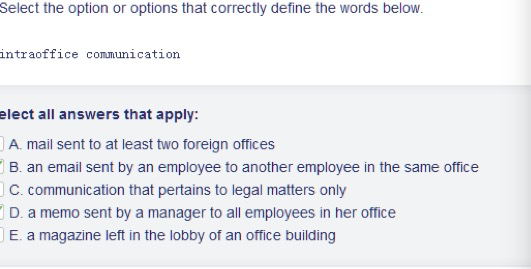 Select the option or options that correctly define the words below.
intraoffice communication
elect all answers that apply:
A. mail sent to at least two foreign offices
B. an email sent by an employee to another employee in the same office
C. communication that pertains to legal matters only
D. a memo sent by a manager to all employees in her office
E. a magazine left in the lobby of an office building